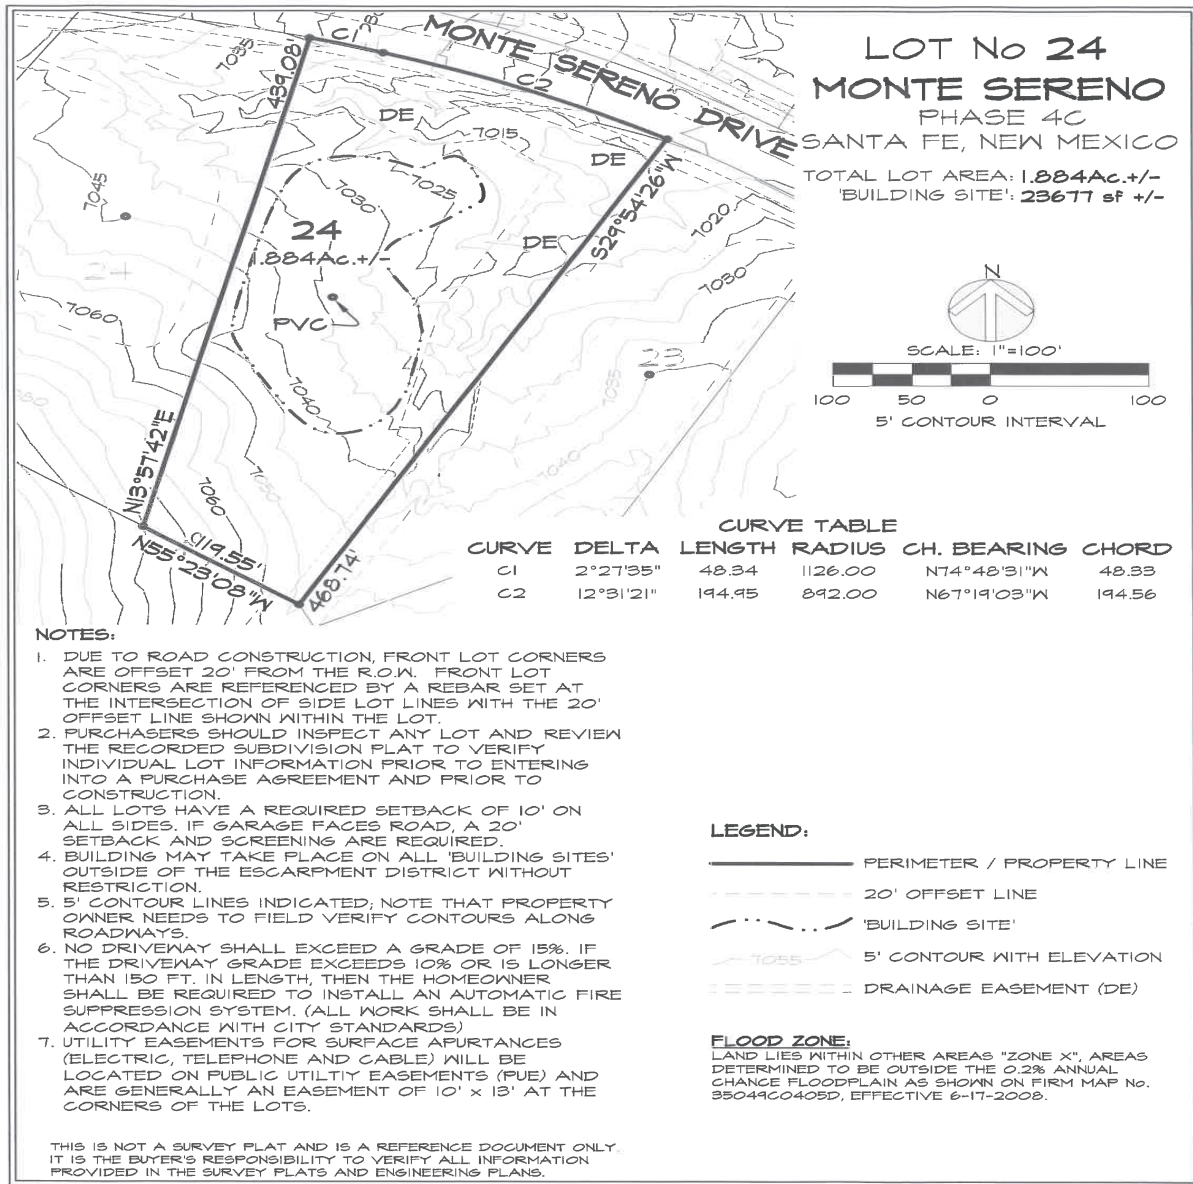 LOT No 24
MONTE SERENO
PHASE 4C
SANTA FE, NEW MEXICO
TOTAL LOT AREA: 1.884Ac.+/-
'BUILDING SITE': 23677 sf +/-
N
SCALE: 1"=100'
100 50 0 100
5' CONTOUR INTERVAL
MONTE SERENO DRIVE
C1
C2
7035
439.08'
DE
7015
DE
7025
7030
7045
24
1.884Ac.+/-
DE
S29°54'26"W
7020
7030
24
7060
PVC
23
7035
7040
N13°57'42"E
7050
7060
7040
119.55'
N55°23'08"W
468.74'
CURVE TABLE
CURVE DELTA LENGTH RADIUS CH. BEARING CHORD
C1 2°27'35" 48.34 1126.00 N74°48'31"W 48.33
C2 12°31'21" 194.95 892.00 N67°19'03"W 194.56
NOTES:
1. DUE TO ROAD CONSTRUCTION, FRONT LOT CORNERS
ARE OFFSET 20' FROM THE R.O.W. FRONT LOT
CORNERS ARE REFERENCED BY A REBAR SET AT
THE INTERSECTION OF SIDE LOT LINES WITH THE 20'
OFFSET LINE SHOWN WITHIN THE LOT.
2. PURCHASERS SHOULD INSPECT ANY LOT AND REVIEW
THE RECORDED SUBDIVISION PLAT TO VERIFY
INDIVIDUAL LOT INFORMATION PRIOR TO ENTERING
INTO A PURCHASE AGREEMENT AND PRIOR TO
CONSTRUCTION.
3. ALL LOTS HAVE A REQUIRED SETBACK OF 10' ON
ALL SIDES. IF GARAGE FACES ROAD, A 20'
SETBACK AND SCREENING ARE REQUIRED.
4. BUILDING MAY TAKE PLACE ON ALL 'BUILDING SITES'
OUTSIDE OF THE ESCARPMENT DISTRICT WITHOUT
RESTRICTION.
5. 5' CONTOUR LINES INDICATED; NOTE THAT PROPERTY
OWNER NEEDS TO FIELD VERIFY CONTOURS ALONG
ROADWAYS.
6. NO DRIVEWAY SHALL EXCEED A GRADE OF 15%. IF
THE DRIVEWAY GRADE EXCEEDS 10% OR IS LONGER
THAN 150 FT. IN LENGTH, THEN THE HOMEOWNER
SHALL BE REQUIRED TO INSTALL AN AUTOMATIC FIRE
SUPPRESSION SYSTEM. (ALL WORK SHALL BE IN
ACCORDANCE WITH CITY STANDARDS)
7. UTILITY EASEMENTS FOR SURFACE APURTANCES
(ELECTRIC, TELEPHONE AND CABLE) WILL BE
LOCATED ON PUBLIC UTILTIY EASEMENTS (PUE) AND
ARE GENERALLY AN EASEMENT OF 10' x 13' AT THE
CORNERS OF THE LOTS.
THIS IS NOT A SURVEY PLAT AND IS A REFERENCE DOCUMENT ONLY.
IT IS THE BUYER'S RESPONSIBILITY TO VERIFY ALL INFORMATION
PROVIDED IN THE SURVEY PLATS AND ENGINEERING PLANS.
LEGEND:
PERIMETER / PROPERTY LINE
20' OFFSET LINE
'BUILDING SITE'
7055 5' CONTOUR WITH ELEVATION
DRAINAGE EASEMENT (DE)
FLOOD ZONE:
LAND LIES WITHIN OTHER AREAS "ZONE X", AREAS
DETERMINED TO BE OUTSIDE THE 0.2% ANNUAL
CHANCE FLOODPLAIN AS SHOWN ON FIRM MAP No.
35049C0405D, EFFECTIVE 6-17-2008.